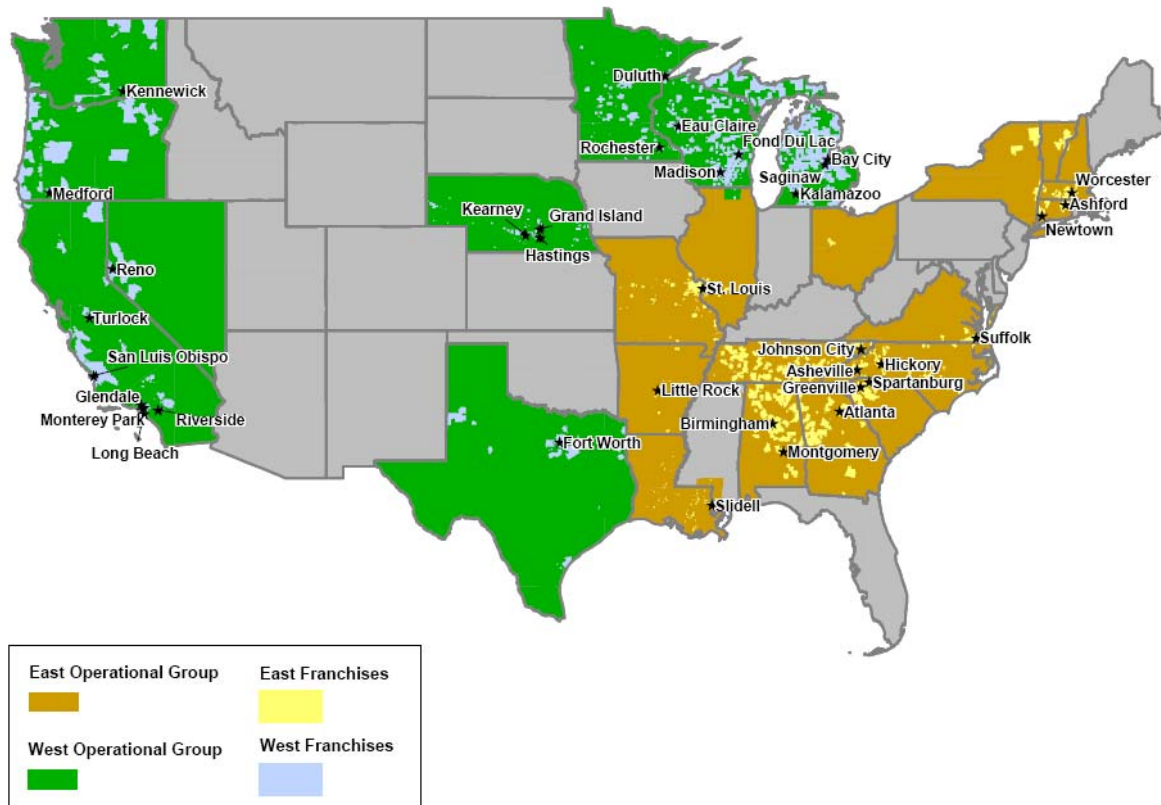 Duluth
Kennewick
Eau Claire
Fond Du Lac
Rochester
Bay City
Madison
Saginaw
Worcester
Medford
Kalamazoo
Ashford
Kearney
Grand Island
Newtown
Hastings
Reno
St. Louis
Turlock
Suffolk
San Luis Obispo
Johnson City
Hickory
Asheville
Spartanburg
Glendale
Little Rock
Greenville
Monterey Park
Riverside
Atlanta
Birmingham
Long Beach
Fort Worth
Montgomery
Slidell
East Operational Group
East Franchises
West Operational Group
West Franchises